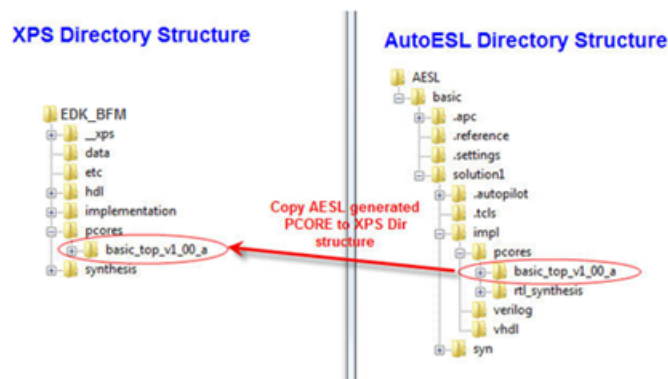 XPS Directory Structure
EDK_BFM
__xps
data
etc
hdl
implementation
pcores
basic_top_v1_00_a
synthesis
Copy AESL generated
PCORE to XPS Dir
structure
AutoESL Directory Structure
AESL
basic
.apc
.reference
.settings
solution1
.autopilot
.tcls
impl
pcores
basic_top_v1_00_a
rtl_synthesis
verilog
vhdl
syn